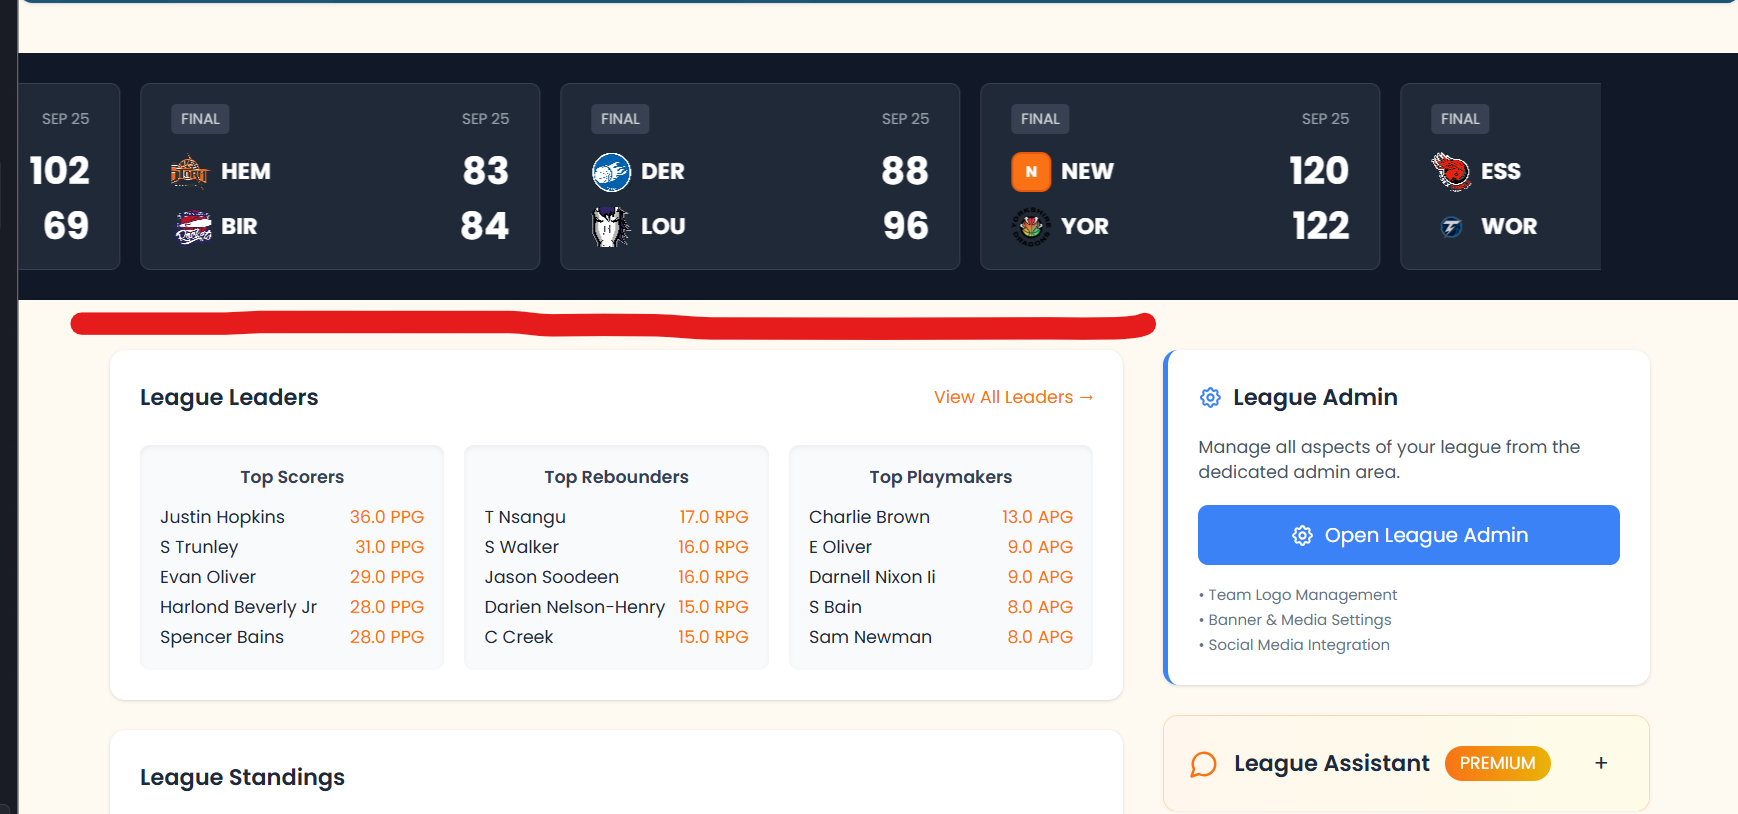 SEP 25
102
69
FINAL SEP 25
HEM 83
BIR 84
FINAL SEP 25
DER 88
LOU 96
FINAL SEP 25
N NEW 120
YOR 122
FINAL
ESS
WOR
League Leaders
View All Leaders →
Top Scorers
Justin Hopkins 36.0 PPG
S Trunley 31.0 PPG
Evan Oliver 29.0 PPG
Harlond Beverly Jr 28.0 PPG
Spencer Bains 28.0 PPG
Top Rebounders
T Nsangu 17.0 RPG
S Walker 16.0 RPG
Jason Soodeen 16.0 RPG
Darien Nelson-Henry 15.0 RPG
C Creek 15.0 RPG
Top Playmakers
Charlie Brown 13.0 APG
E Oliver 9.0 APG
Darnell Nixon Ii 9.0 APG
S Bain 8.0 APG
Sam Newman 8.0 APG
League Standings
League Admin
Manage all aspects of your league from the
dedicated admin area.
Open League Admin
• Team Logo Management
• Banner & Media Settings
• Social Media Integration
League Assistant PREMIUM +